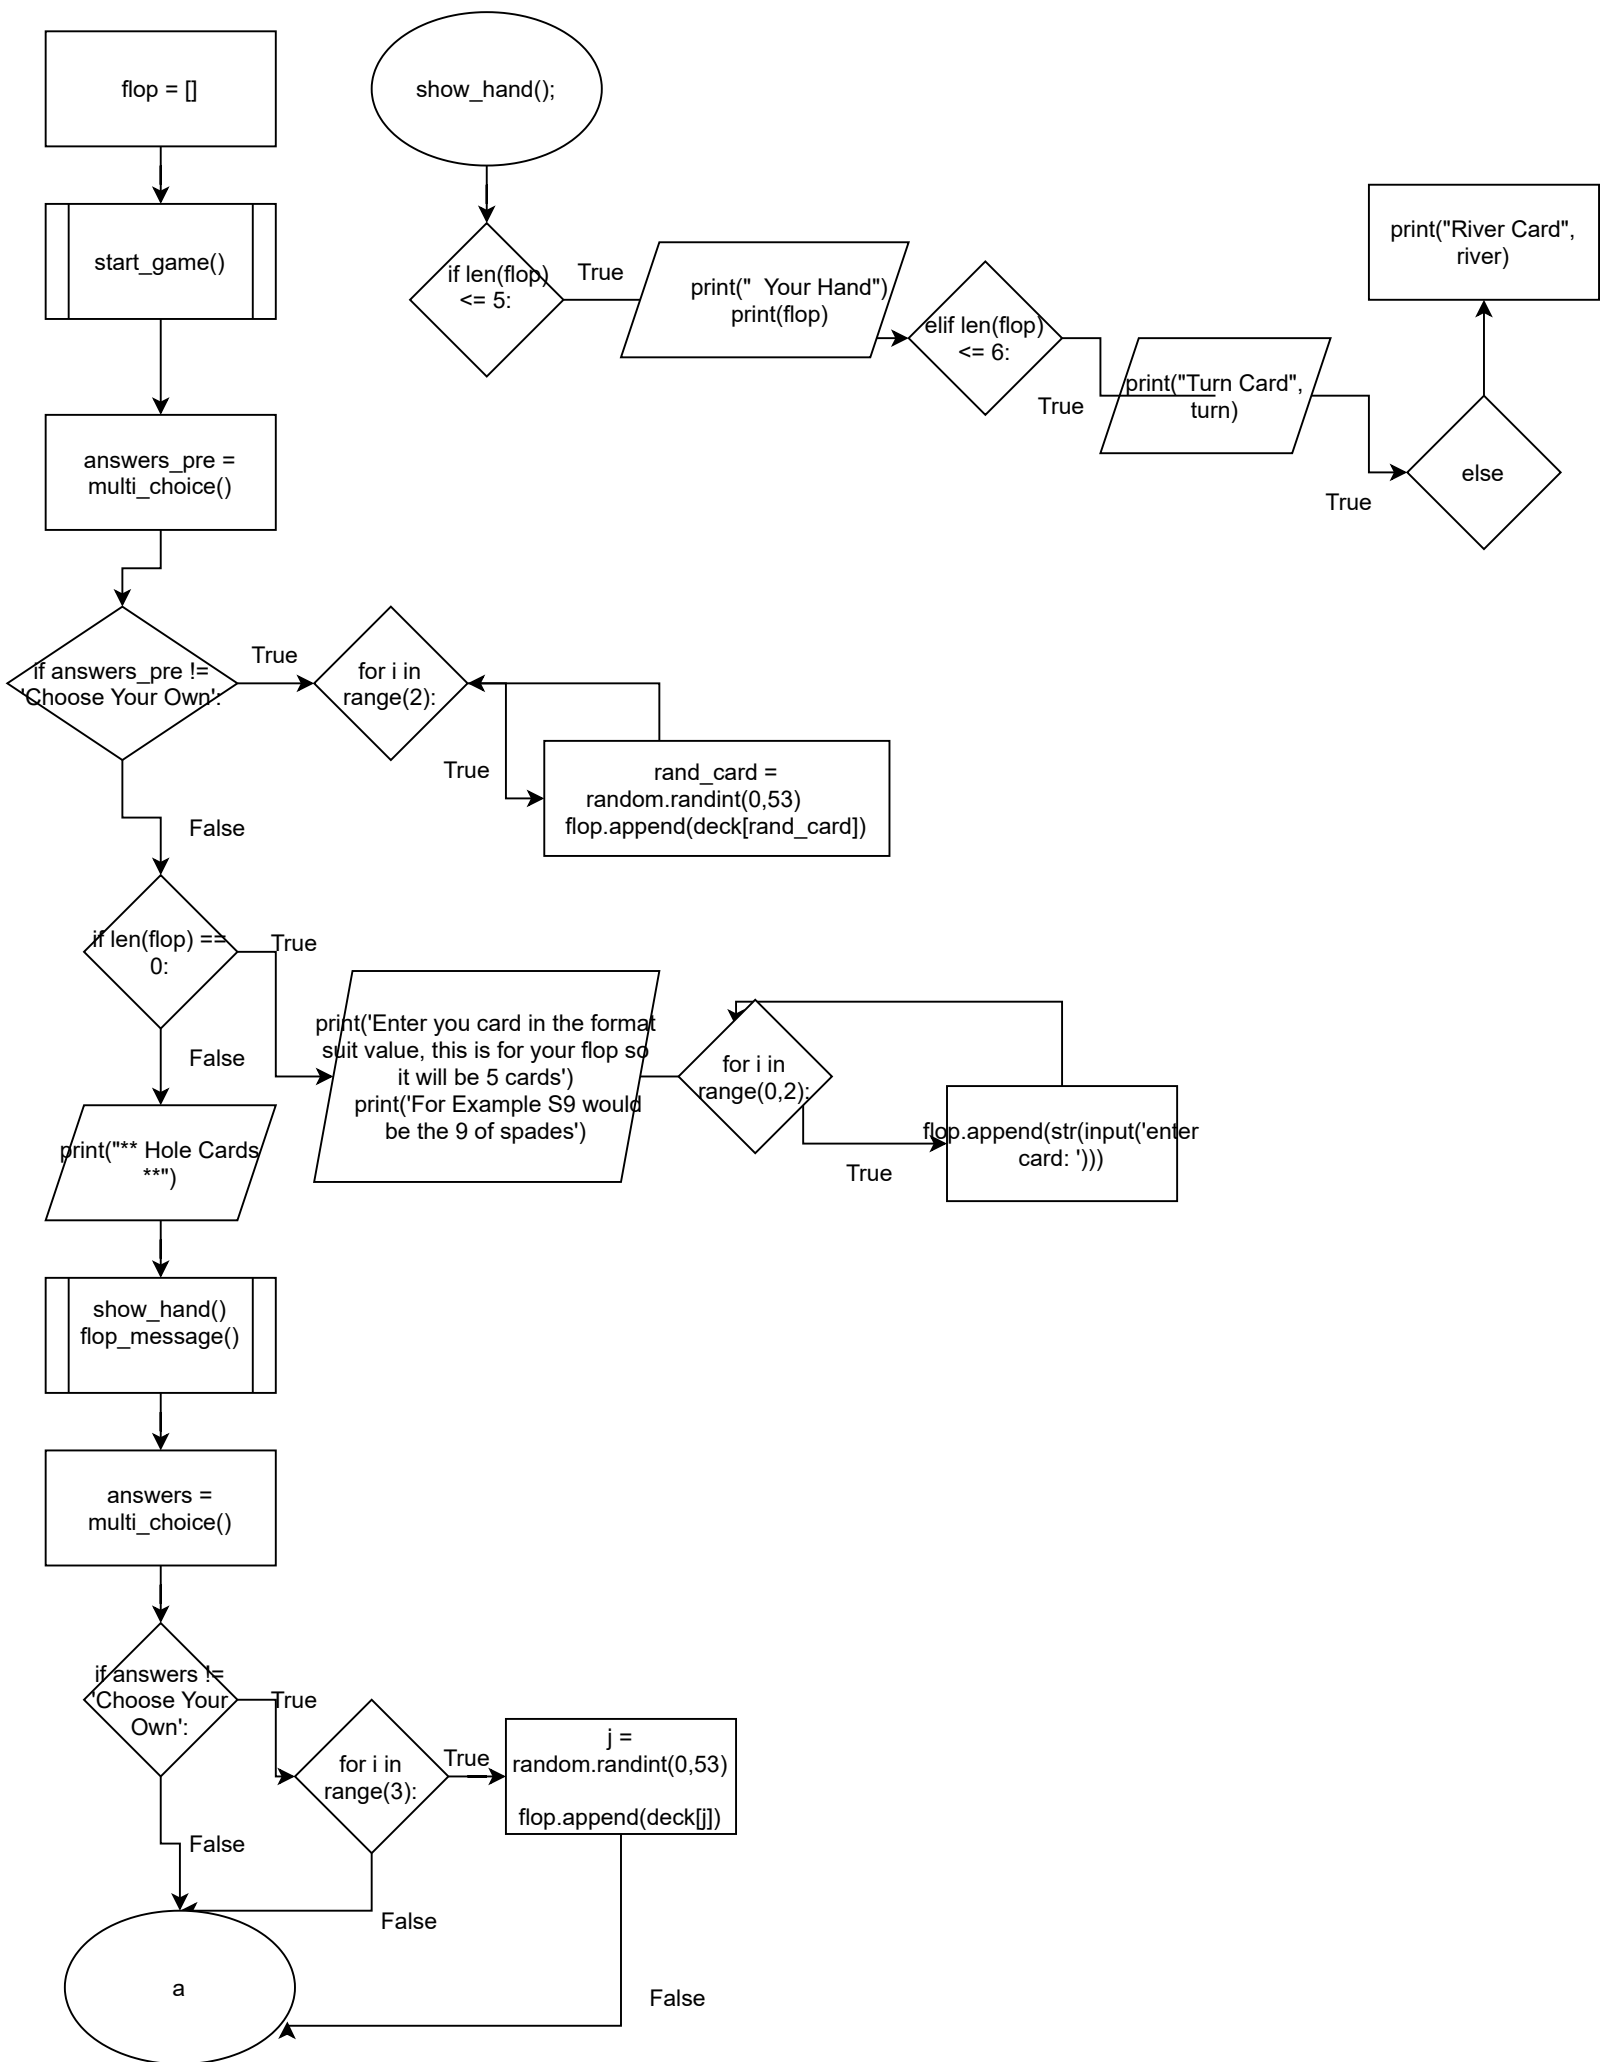 flop = []
show_hand();
start_game()
print("River Card",
river)
if len(flop)
<= 5:
True
print("  Your Hand")
print(flop)
elif len(flop)
<= 6:
True
print("Turn Card",
turn)
True
else
answers_pre =
multi_choice()
if answers_pre !=
'Choose Your Own':
True
for i in
range(2):
True
rand_card =
random.randint(0,53)
flop.append(deck[rand_card])
False
if len(flop) ==
0:
True
False
print('Enter you card in the format
suit value, this is for your flop so
it will be 5 cards')
print('For Example S9 would
be the 9 of spades')
for i in
range(0,2):
True
flop.append(str(input('enter
card: ')))
print("** Hole Cards
**")
show_hand()
flop_message()
answers =
multi_choice()
if answers !=
'Choose Your
Own':
True
for i in
range(3):
True
j =
random.randint(0,53)
flop.append(deck[j])
False
False
a
False